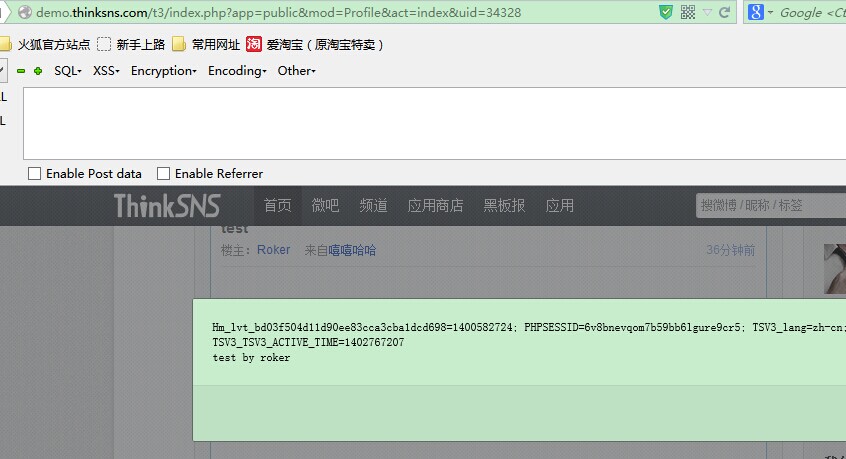 demo.thinksns.com/t3/index.php?app=public&mod=Profile&act=index&uid=34328
Google <Ct
火狐官方站点 新手上路 常用网址 淘 爱淘宝（原淘宝特卖）
SQL XSS Encryption Encoding Other
L
L
Enable Post data Enable Referrer
ThinkSNS 首页 微吧 频道 应用商店 黑板报 应用 搜微博 / 昵称 / 标签
test
楼主: Roker 来自嘻嘻哈哈 36分钟前
Hm_lvt_bd03f504d11d90ee83cca3cba1dcd698=1400582724; PHPSESSID=6v8bnevqom7b59bb6lgure9cr5; TSV3_lang=zh-cn;
TSV3_TSV3_ACTIVE_TIME=1402767207
test by roker